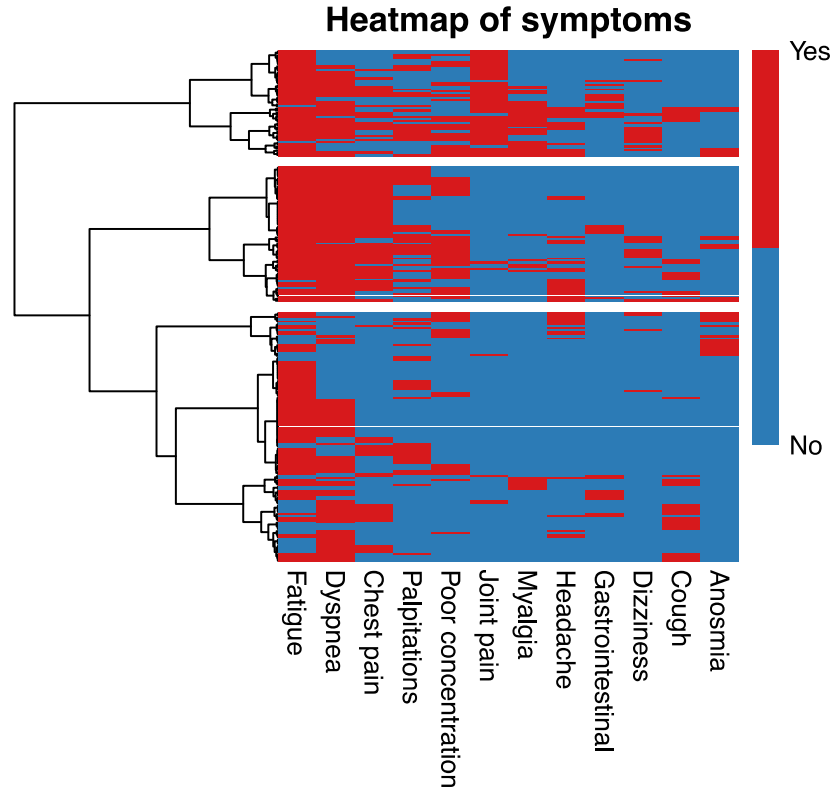 Heatmap of symptoms
Yes
No
Fatigue
Dyspnea
Chest pain
Palpitations
Poor concentration
Joint pain
Myalgia
Headache
Gastrointestinal
Dizziness
Cough
Anosmia